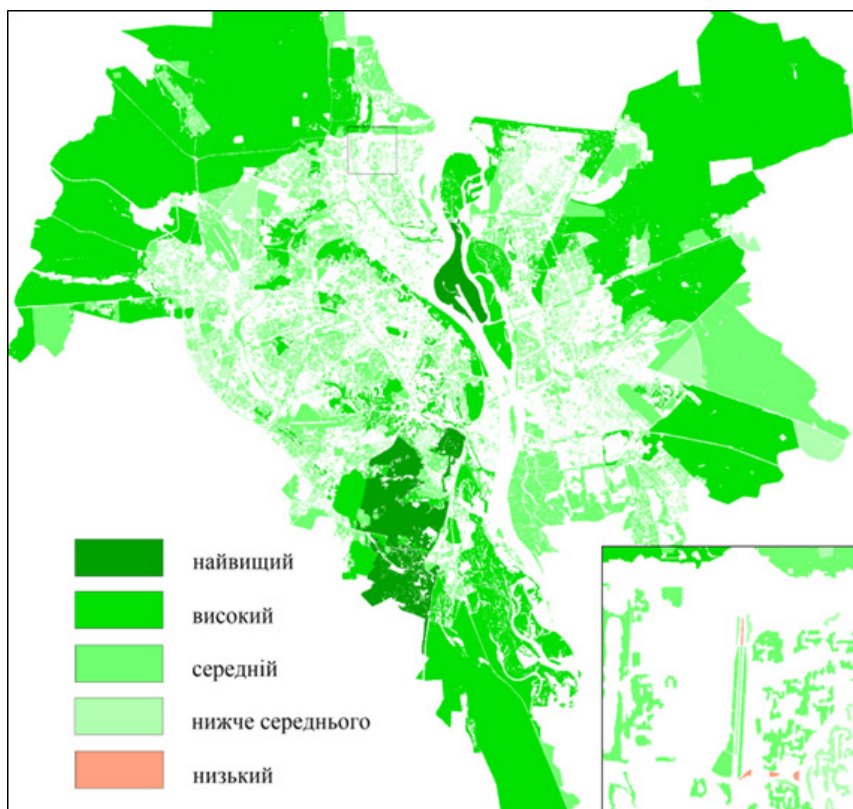 найвищий
високий
середній
нижче середнього
низький